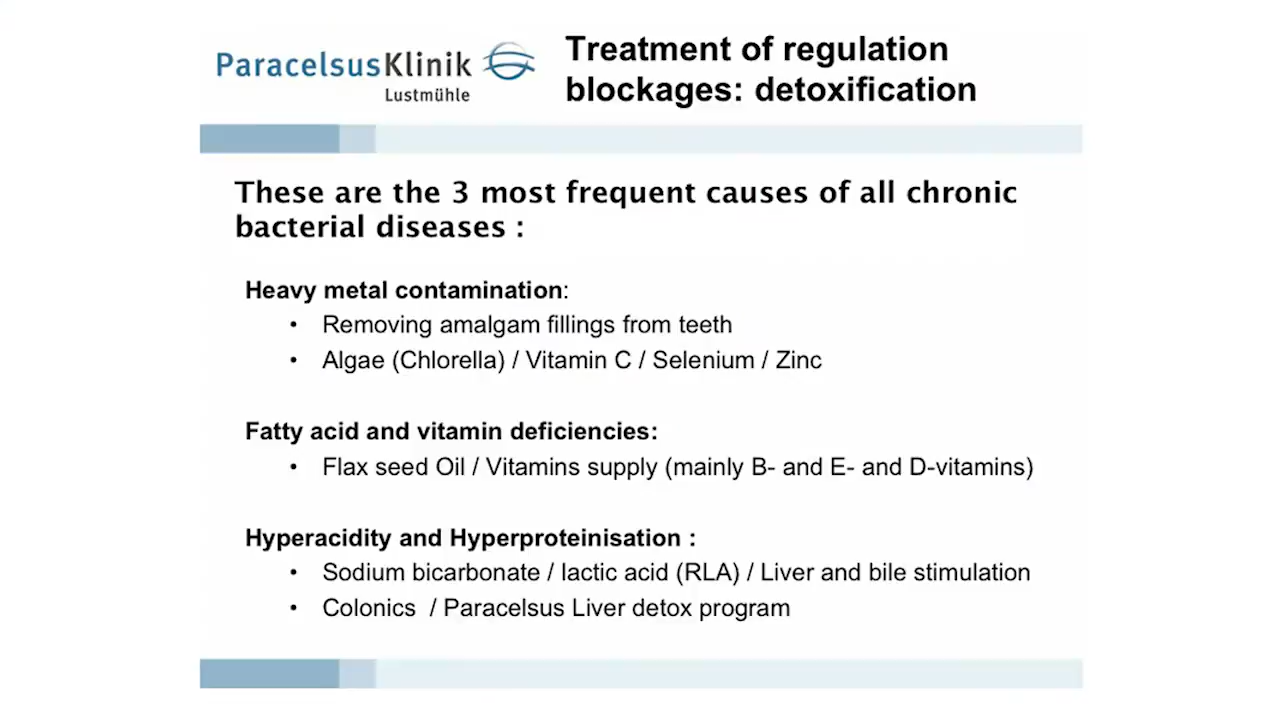 ParacelsusKlinik
Lustmühle
Treatment of regulation
blockages: detoxification
These are the 3 most frequent causes of all chronic
bacterial diseases :
Heavy metal contamination:
• Removing amalgam fillings from teeth
• Algae (Chlorella) / Vitamin C / Selenium / Zinc
Fatty acid and vitamin deficiencies:
• Flax seed Oil / Vitamins supply (mainly B- and E- and D-vitamins)
Hyperacidity and Hyperproteinisation :
• Sodium bicarbonate / lactic acid (RLA) / Liver and bile stimulation
• Colonics / Paracelsus Liver detox program